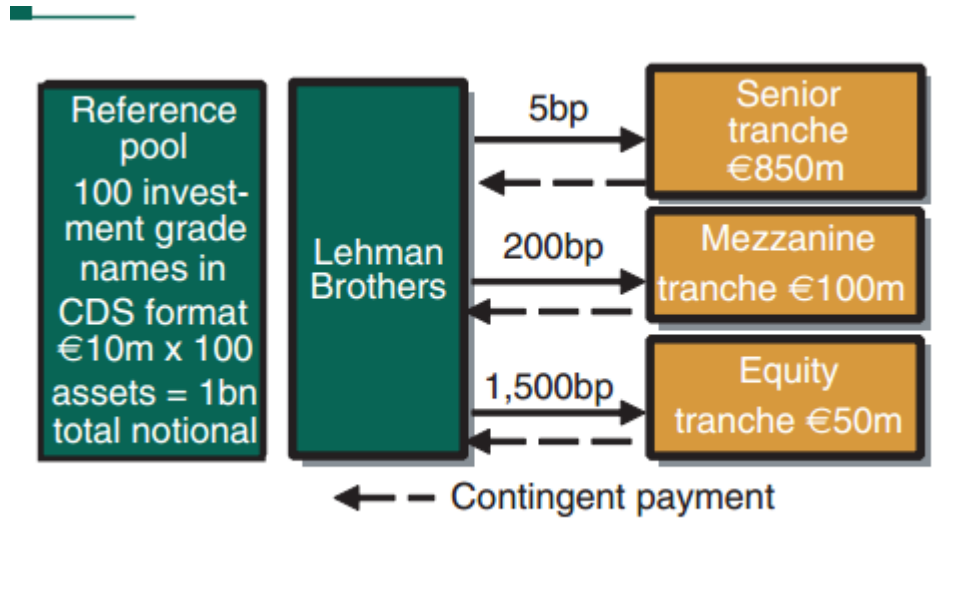 Reference
pool
100 invest-
ment grade
names in
CDS format
€10m x 100
assets = 1bn
total notional
Lehman
Brothers
5bp
200bp
1,500bp
Senior
tranche
€850m
Mezzanine
tranche €100m
Equity
tranche €50m
Contingent payment